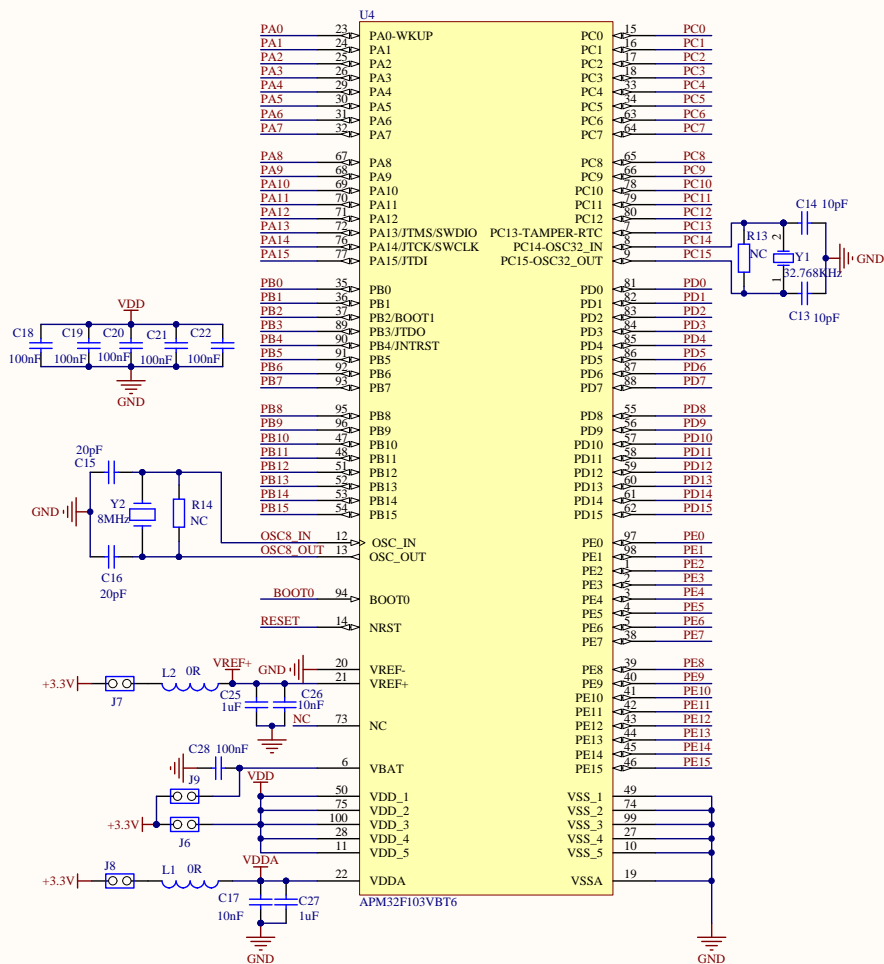 U4
PA0 23 PA0-WKUP PC0 15 PC0
PA1 24 PA1 PC1 16 PC1
PA2 25 PA2 PC2 17 PC2
PA3 26 PA3 PC3 18 PC3
PA4 29 PA4 PC4 33 PC4
PA5 30 PA5 PC5 34 PC5
PA6 31 PA6 PC6 63 PC6
PA7 32 PA7 PC7 64 PC7
PA8 67 PA8 PC8 65 PC8
PA9 68 PA9 PC9 66 PC9
PA10 69 PA10 PC10 78 PC10
PA11 70 PA11 PC11 79 PC11
PA12 71 PA12 PC12 80 PC12
PA13 72 PA13/JTMS/SWDIO PC13-TAMPER-RTC 7 PC13
PA14 76 PA14/JTCK/SWCLK PC14-OSC32_IN 8 PC14
PA15 77 PA15/JTDI PC15-OSC32_OUT 9 PC15
C14 10pF
R13
NC
2
Y1
32.768KHz
1
GND
C13 10pF
PB0 35 PB0 PD0 81 PD0
PB1 36 PB1 PD1 82 PD1
PB2 37 PB2/BOOT1 PD2 83 PD2
PB3 89 PB3/JTDO PD3 84 PD3
PB4 90 PB4/JNTRST PD4 85 PD4
PB5 91 PB5 PD5 86 PD5
PB6 92 PB6 PD6 87 PD6
PB7 93 PB7 PD7 88 PD7
VDD
C18 C19 C20 C21 C22
100nF 100nF 100nF 100nF 100nF
GND
PB8 95 PB8 PD8 55 PD8
PB9 96 PB9 PD9 56 PD9
PB10 47 PB10 PD10 57 PD10
PB11 48 PB11 PD11 58 PD11
PB12 51 PB12 PD12 59 PD12
PB13 52 PB13 PD13 60 PD13
PB14 53 PB14 PD14 61 PD14
PB15 54 PB15 PD15 62 PD15
20pF
C15
Y2
8MHz
R14
NC
GND
C16
20pF
OSC8_IN 12 OSC_IN PE0 97 PE0
OSC8_OUT 13 OSC_OUT PE1 98 PE1
PE2 1 PE2
PE3 2 PE3
BOOT0 94 BOOT0 PE4 3 PE4
PE5 4 PE5
RESET 14 NRST PE6 5 PE6
PE7 38 PE7
GND 20 VREF- PE8 39 PE8
+3.3V J7 L2 0R VREF+ 21 VREF+ PE9 40 PE9
PE10 41 PE10
PE11 42 PE11
C25
1uF
C26
10nF
NC 73 NC PE12 43 PE12
PE13 44 PE13
PE14 45 PE14
C28 100nF 6 VBAT PE15 46 PE15
J9
VDD
50 VDD_1 VSS_1 49
75 VDD_2 VSS_2 74
+3.3V 100 VDD_3 VSS_3 99
J6 28 VDD_4 VSS_4 27
11 VDD_5 VSS_5 10
+3.3V J8 L1 0R VDDA 22 VDDA VSSA 19
C17
10nF
C27
1uF
APM32F103VBT6
GND
GND